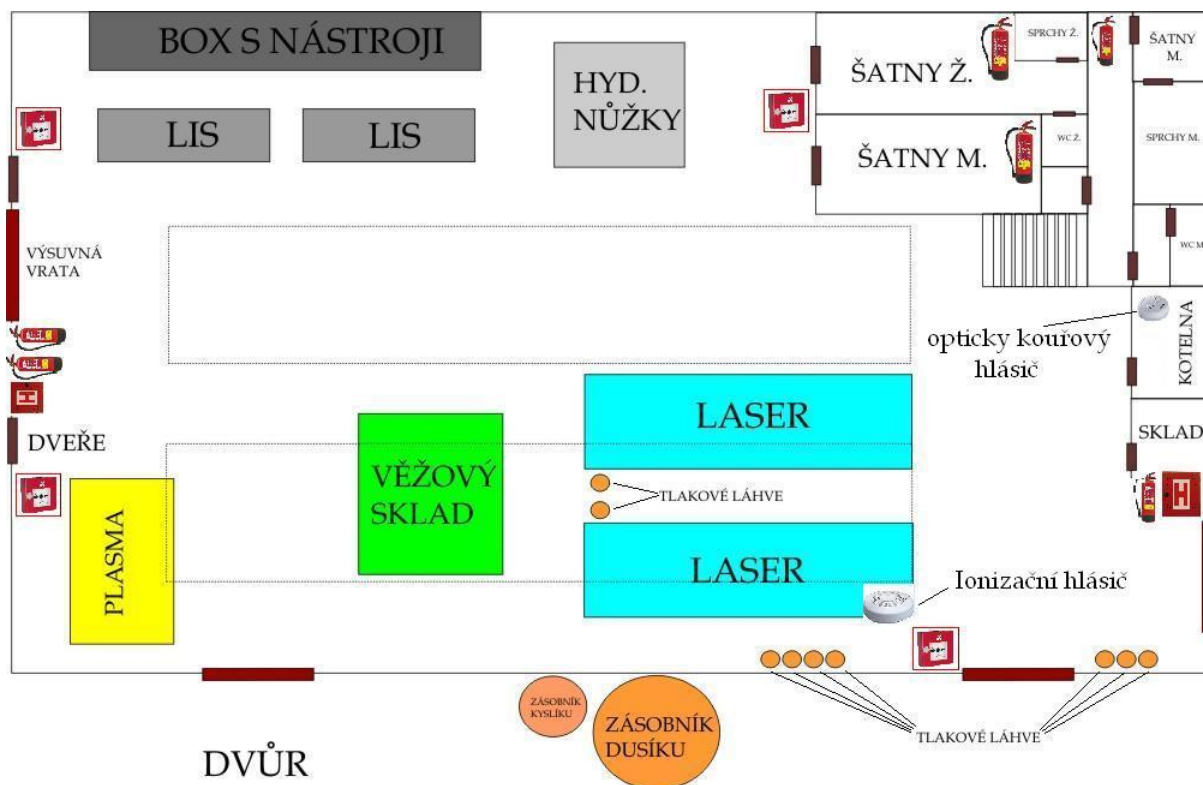 BOX S NÁSTROJI
LIS
LIS
HYD.
NŮŽKY
ŠATNY Ž.
SPRCHY Ž.
ŠATNY
M.
ŠATNY M.
WC Ž.
SPRCHY M.
WC M
VÝSUVNÁ
VRATA
opticky kouřový
hlásič
KOTELNA
LASER
DVEŘE
VĚŽOVÝ
SKLAD
TLAKOVÉ LÁHVE
SKLAD
H
H
PLASMA
LASER
Ionizační hlásič
ZÁSOBNÍK
KYSLÍKU
ZÁSOBNÍK
DUSÍKU
TLAKOVÉ LÁHVE
DVŮR